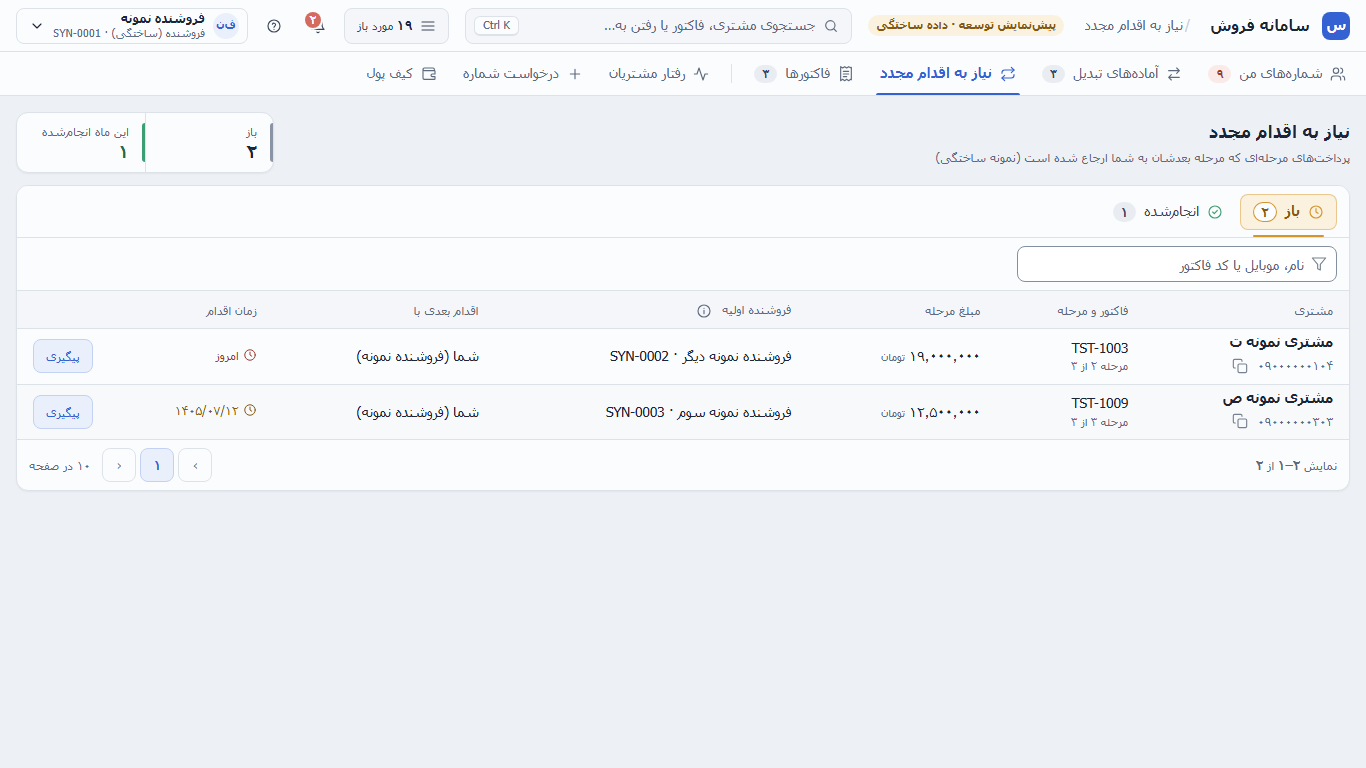 س سامانه فروش / نیاز به اقدام مجدد پیش‌نمایش توسعه · داده ساختگی
جستجوی مشتری، فاکتور یا رفتن به... Ctrl K
۱۹ مورد باز
۲
ف‌ن فروشنده نمونه
فروشنده (ساختگی) · SYN-0001
شماره‌های من ۹ آماده‌های تبدیل ۳ نیاز به اقدام مجدد فاکتورها ۳ رفتار مشتریان درخواست شماره کیف پول
نیاز به اقدام مجدد
پرداخت‌های مرحله‌ای که مرحله بعدشان به شما ارجاع شده است (نمونه ساختگی)
باز
۲
این ماه انجام‌شده
۱
باز ۲ انجام‌شده ۱
نام، موبایل یا کد فاکتور
مشتری فاکتور و مرحله مبلغ مرحله فروشنده اولیه اقدام بعدی با زمان اقدام
مشتری نمونه ت TST-1003 ۱۹,۰۰۰,۰۰۰ تومان فروشنده نمونه دیگر · SYN-0002 شما (فروشنده نمونه) امروز پیگیری
۰۹۰۰۰۰۰۰۱۰۴ مرحله ۲ از ۳
مشتری نمونه ص TST-1009 ۱۲,۵۰۰,۰۰۰ تومان فروشنده نمونه سوم · SYN-0003 شما (فروشنده نمونه) ۱۴۰۵/۰۷/۱۲ پیگیری
۰۹۰۰۰۰۰۰۳۰۳ مرحله ۳ از ۳
نمایش ۱–۲ از ۲ ۱ ۱۰ در صفحه